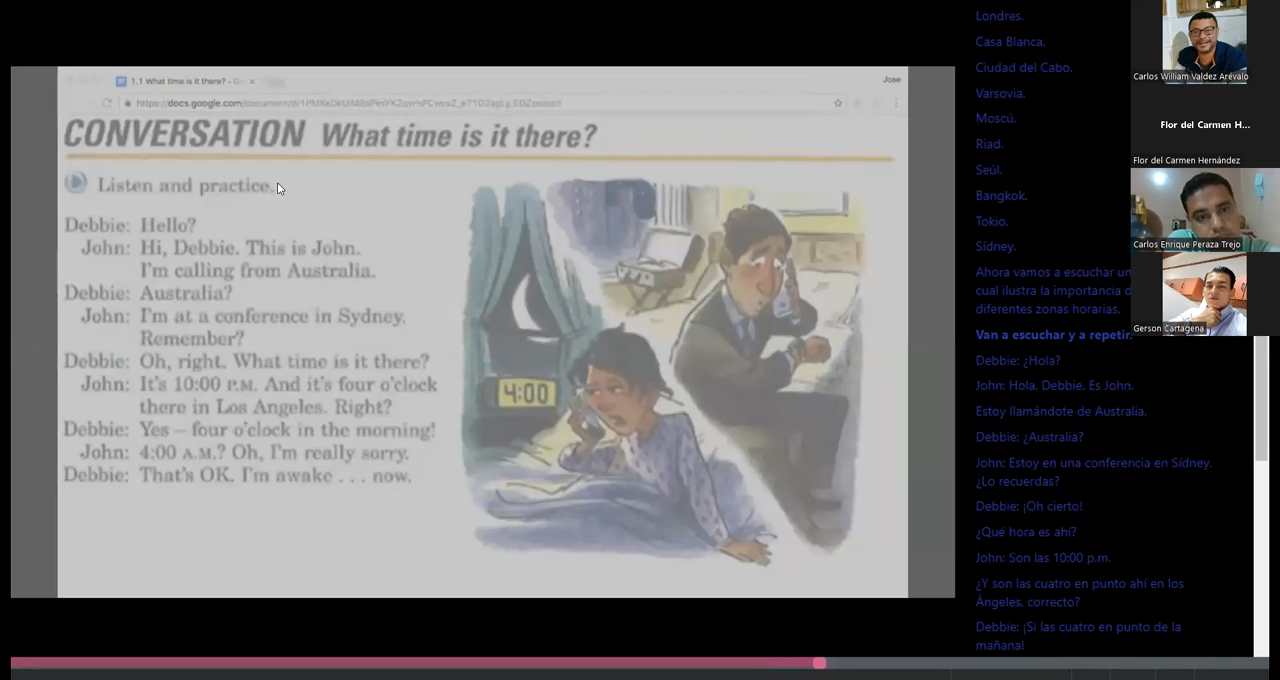 1.1 What time is it there? - G
Jose
CONVERSATION What time is it there?
Listen and practice.
Debbie: Hello?
John: Hi, Debbie. This is John.
I'm calling from Australia.
Debbie: Australia?
John: I'm at a conference in Sydney.
Remember?
Debbie: Oh, right. What time is it there?
John: It's 10:00 P.M. And it's four o'clock
there in Los Angeles. Right?
Debbie: Yes – four o'clock in the morning!
John: 4:00 A.M.? Oh, I'm really sorry.
Debbie: That's OK. I'm awake . . . now.
4:00
Londres.
Casa Blanca.
Ciudad del Cabo.
Varsovia.
Moscú.
Riad.
Seúl.
Bangkok.
Tokio.
Sídney.
Ahora vamos a escuchar un
cual ilustra la importancia d
diferentes zonas horarias.
Van a escuchar y a repetir.
Debbie: ¿Hola?
John: Hola, Debbie. Es John.
Estoy llamándote de Australia.
Debbie: ¿Australia?
John: Estoy en una conferencia en Sídney.
¿Lo recuerdas?
Debbie: ¡Oh cierto!
¿Qué hora es ahí?
John: Son las 10:00 p.m.
¿Y son las cuatro en punto ahí en los
Ángeles, correcto?
Debbie: ¡Si las cuatro en punto de la
mañana!
Carlos William Valdez Arévalo
Flor del Carmen H...
Flor del Carmen Hernández
Carlos Enrique Peraza Trejo
Gerson Cartagena